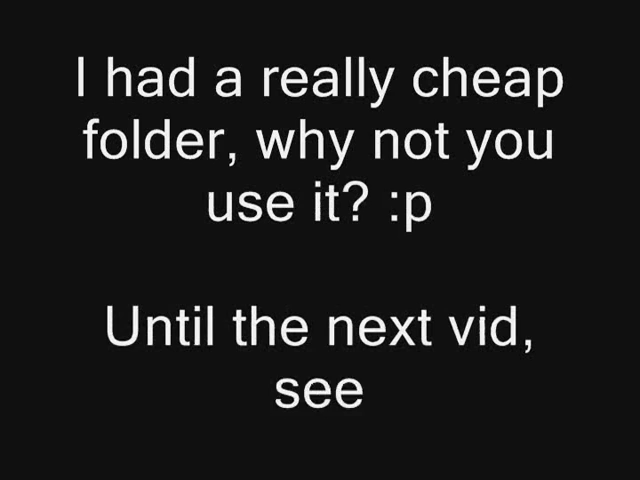 I had a really cheap
folder, why not you
use it? :p
Until the next vid,
see